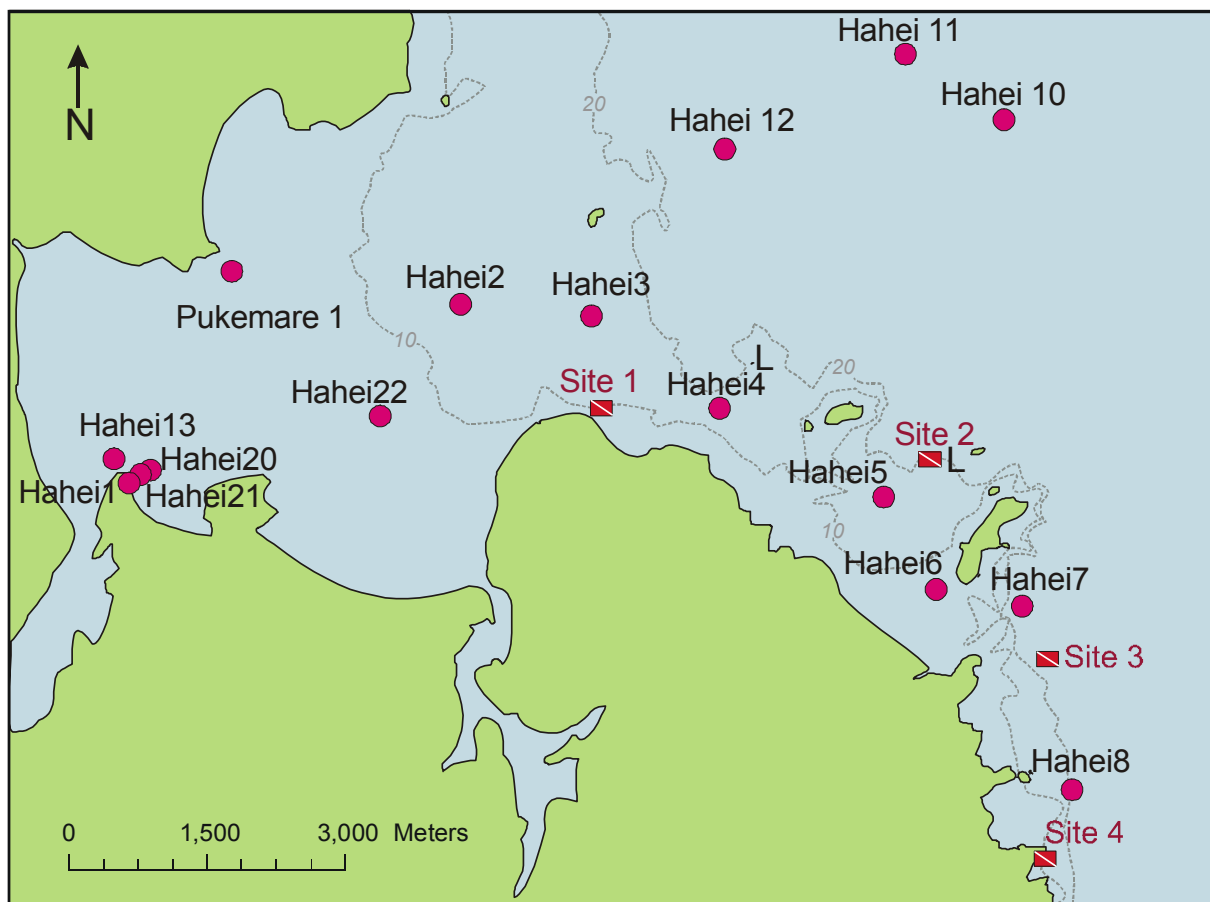 Hahei 11
20
Hahei 10
N
Hahei 12
Hahei2
Hahei3
Pukemare 1
10
L
20
Site 1
Hahei4
Hahei22
Hahei13
Site 2
Hahei20
L
Hahei5
Hahei1
Hahei21
10
Hahei6
Hahei7
Site 3
Hahei8
0 1,500 3,000 Meters
Site 4